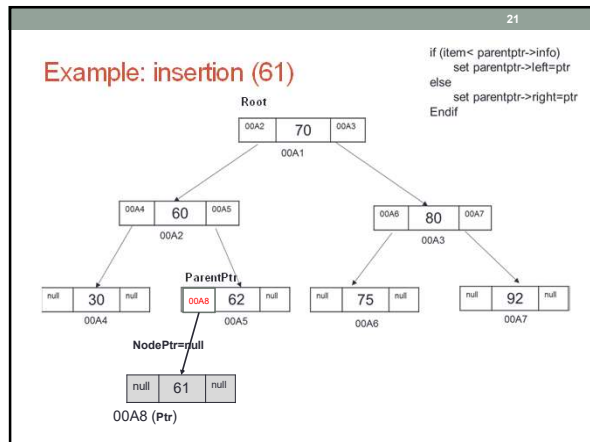 21
Example: insertion (61)
if (item< parentptr->info)
set parentptr->left=ptr
else
set parentptr->right=ptr
Endif
Root
00A2 70 00A3
00A1
00A4 60 00A5
00A2
00A6 80 00A7
00A3
ParentPtr
null 30 null
00A4
00A8 62 null
00A5
null 75 null
00A6
null 92 null
00A7
NodePtr=null
null 61 null
00A8 (Ptr)